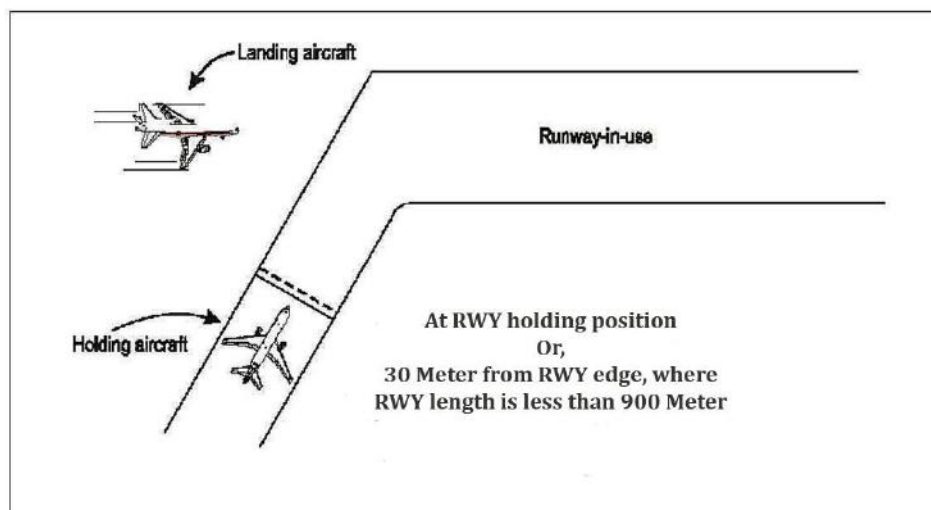 Landing aircraft
Runway-in-use
Holding aircraft
At RWY holding position
Or,
30 Meter from RWY edge, where
RWY length is less than 900 Meter